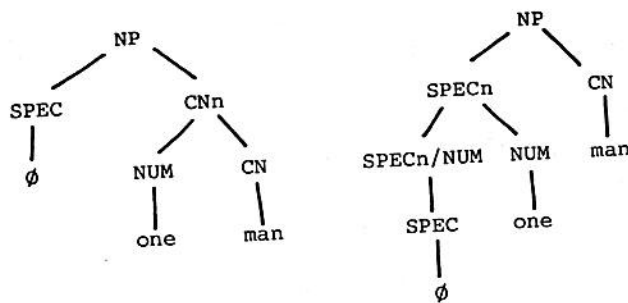 NP
SPEC CNn
ø NUM CN
one man
NP
SPECn CN
SPECn/NUM NUM man
SPEC one
ø